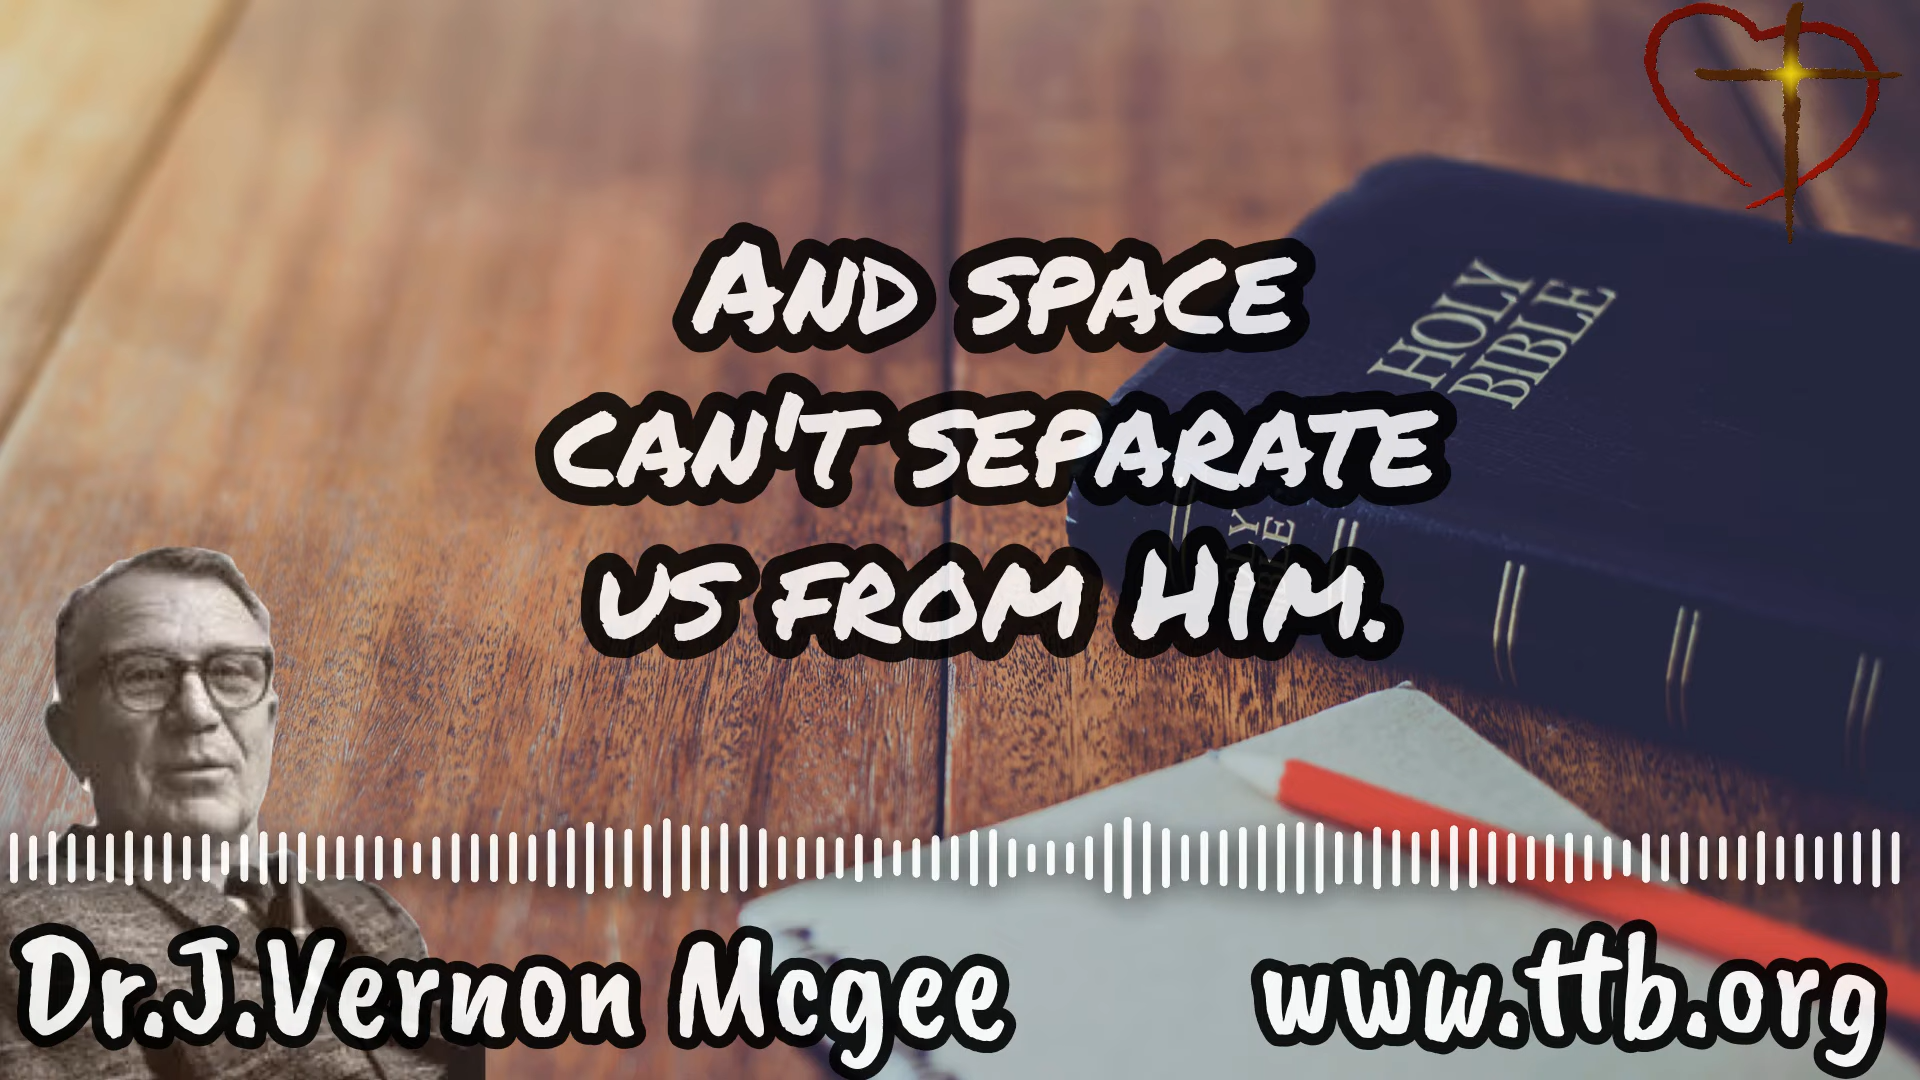 And space
can't separate
us from Him.
HOLY
BIBLE
Dr.J.Vernon Mcgee
www.ttb.org